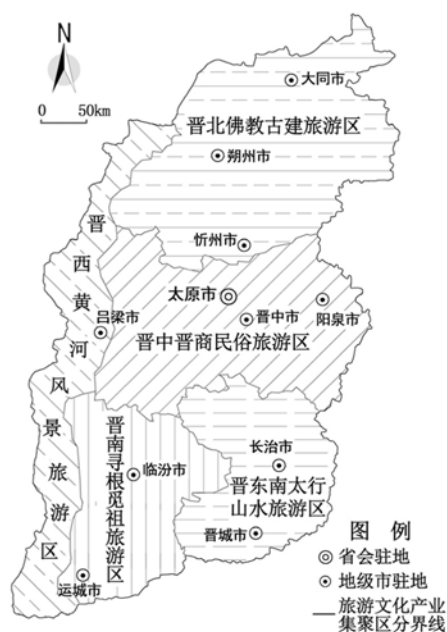 N
0 50km
大同市
晋北佛教古建旅游区
朔州市
忻州市
太原市
晋中市
阳泉市
吕梁市
晋中晋商民俗旅游区
晋西黄河风景旅游区
晋南寻根觅祖旅游区
临汾市
长治市
晋东南太行
山水旅游区
晋城市
运城市
图 例
省会驻地
地级市驻地
旅游文化产业
集聚区分界线